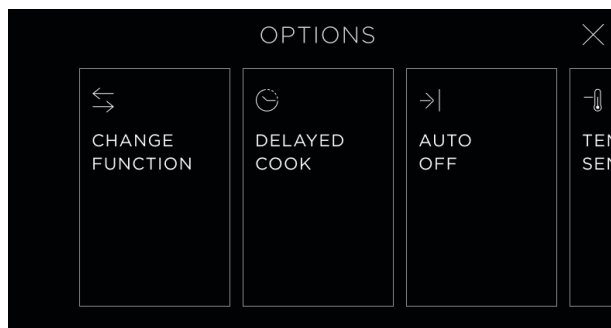 OPTIONS
CHANGE
FUNCTION
DELAYED
COOK
AUTO
OFF